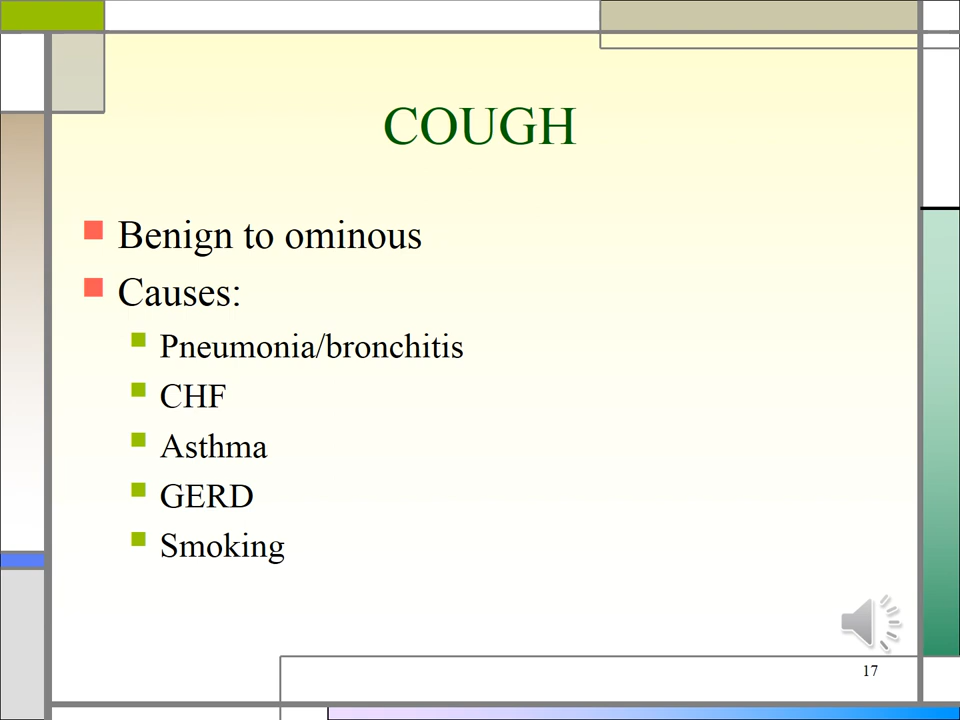 COUGH
Benign to ominous
Causes:
Pneumonia/bronchitis
CHF
Asthma
GERD
Smoking
17